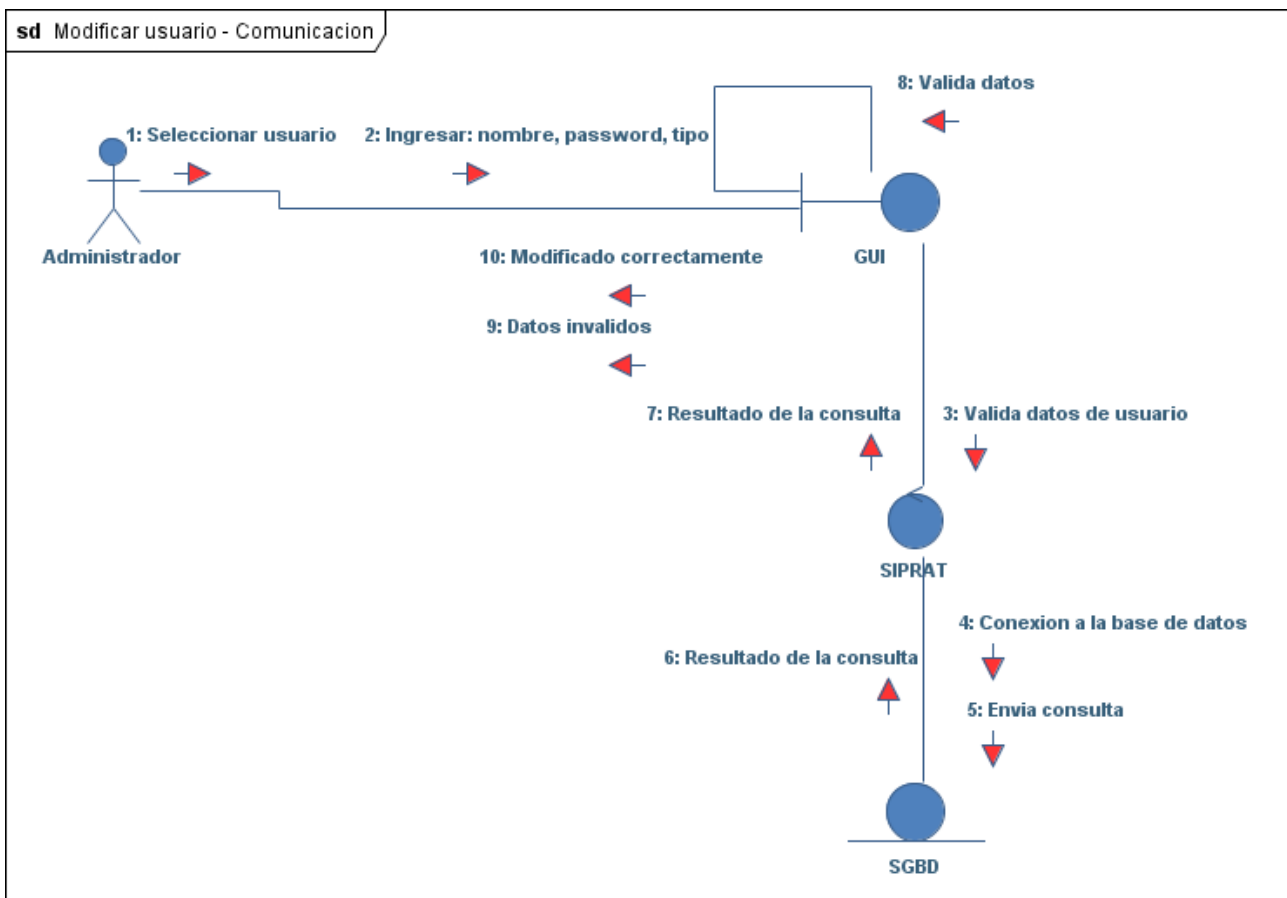 sd Modificar usuario - Comunicacion
8: Valida datos
1: Seleccionar usuario
2: Ingresar: nombre, password, tipo
Administrador
10: Modificado correctamente
GUI
9: Datos invalidos
7: Resultado de la consulta
3: Valida datos de usuario
SIPRAT
4: Conexion a la base de datos
6: Resultado de la consulta
5: Envia consulta
SGBD